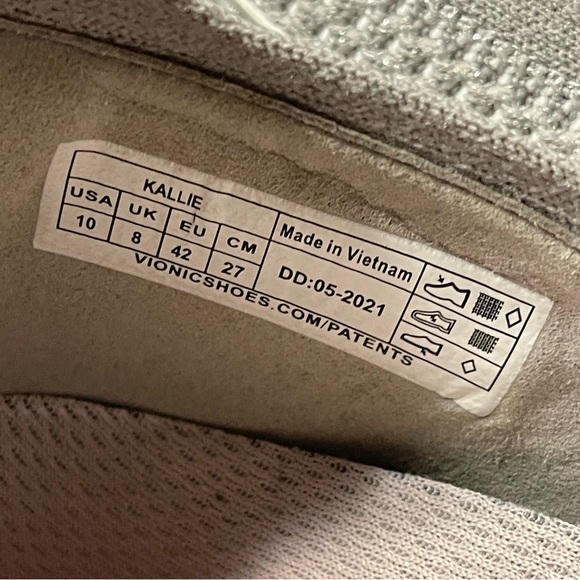 KALLIE
USA UK EU CM
10 8 42 27
Made in Vietnam
DD:05-2021
VIONICSHOES.COM/PATENTS